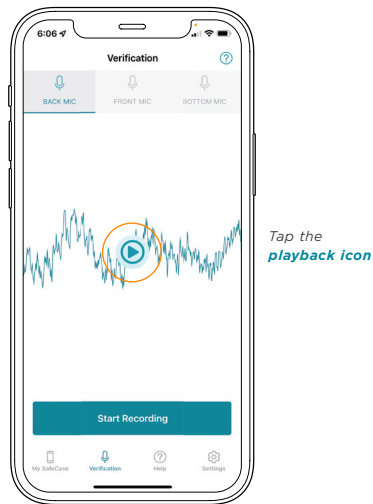 6:06
Verification
?
BACK MIC
FRONT MIC
BOTTOM MIC
Tap the
playback icon
Start Recording
My SafeCase
Verification
Help
Settings